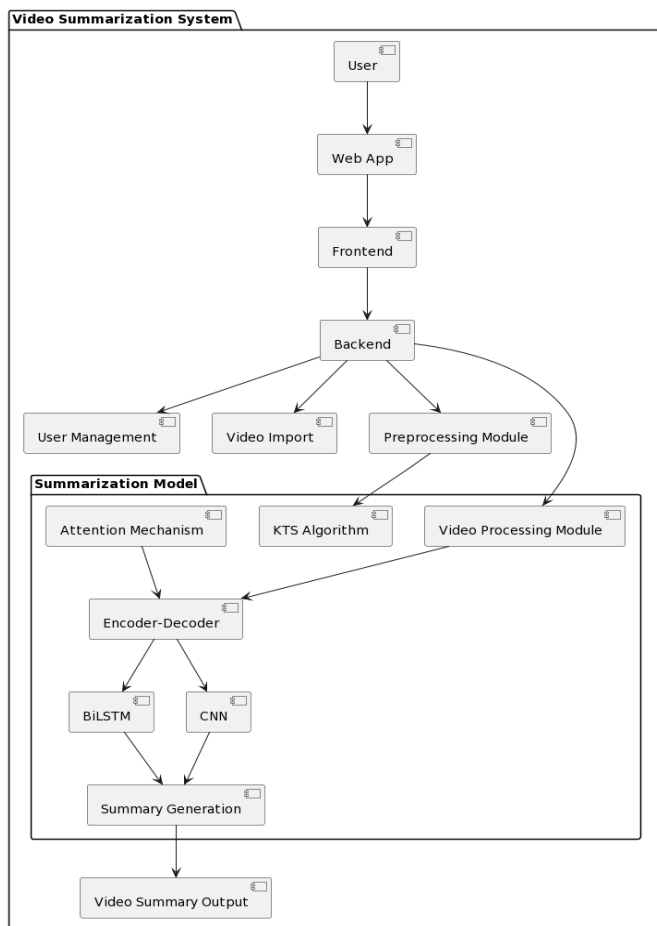 Video Summarization System
User
Web App
Frontend
Backend
User Management
Video Import
Preprocessing Module
Summarization Model
Attention Mechanism
KTS Algorithm
Video Processing Module
Encoder-Decoder
BiLSTM
CNN
Summary Generation
Video Summary Output